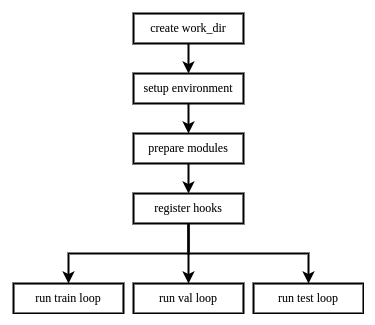 create work_dir
setup environment
prepare modules
register hooks
run train loop
run val loop
run test loop